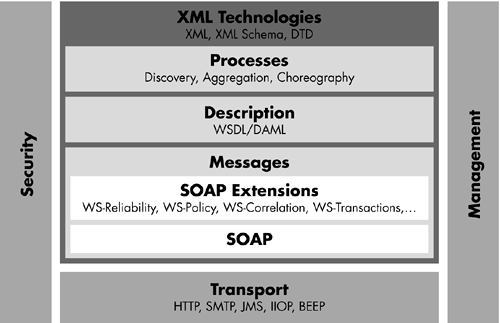 XML Technologies
XML, XML Schema, DTD
Processes
Discovery, Aggregation, Choreography
Description
WSDL/DAML
Messages
SOAP Extensions
WS-Reliability, WS-Policy, WS-Correlation, WS-Transactions,...
SOAP
Transport
HTTP, SMTP, JMS, IIOP, BEEP
Security
Management